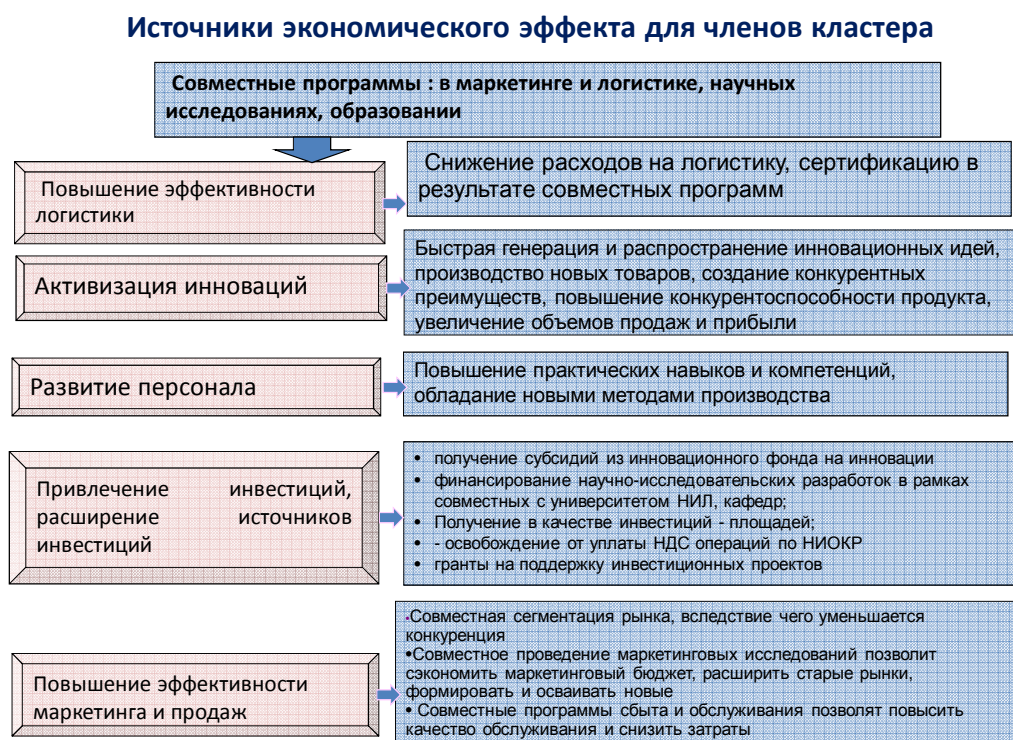 Источники экономического эффекта для членов кластера
Совместные программы : в маркетинге и логистике, научных
исследованиях, образовании
Повышение эффективности
логистики
Снижение расходов на логистику, сертификацию в
результате совместных программ
Активизация инноваций
Быстрая генерация и распространение инновационных идей,
производство новых товаров, создание конкурентных
преимуществ, повышение конкурентоспособности продукта,
увеличение объемов продаж и прибыли
Развитие персонала
Повышение практических навыков и компетенций,
обладание новыми методами производства
Привлечение инвестиций,
расширение источников
инвестиций
• получение субсидий из инновационного фонда на инновации
• финансирование научно-исследовательских разработок в рамках
совместных с университетом НИЛ, кафедр;
• Получение в качестве инвестиций - площадей;
• - освобождение от уплаты НДС операций по НИОКР
• гранты на поддержку инвестиционных проектов
Повышение эффективности
маркетинга и продаж
•Совместная сегментация рынка, вследствие чего уменьшается
конкуренция
•Совместное проведение маркетинговых исследований позволит
сэкономить маркетинговый бюджет, расширить старые рынки,
формировать и осваивать новые
• Совместные программы сбыта и обслуживания позволят повысить
качество обслуживания и снизить затраты